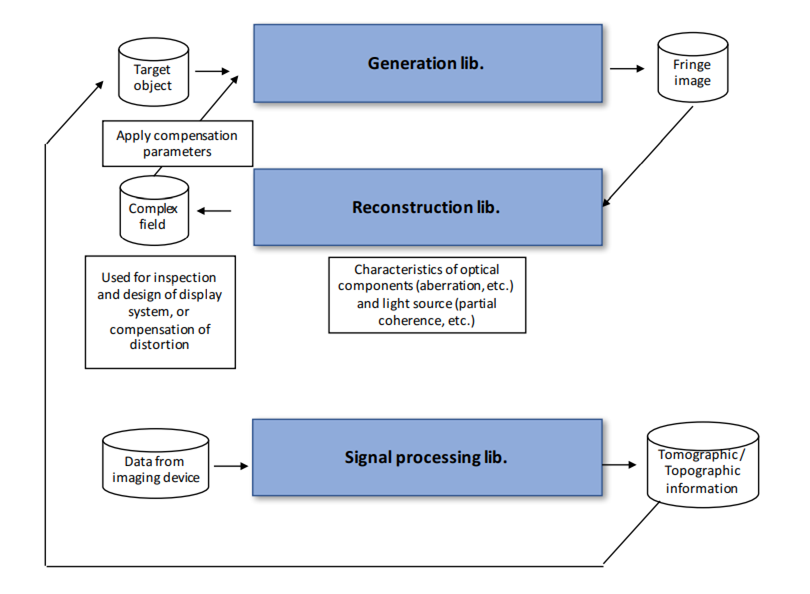 Target
object
Generation lib.
Fringe
image
Apply compensation
parameters
Complex
field
Reconstruction lib.
Used for inspection
and design of display
system, or
compensation of
distortion
Characteristics of optical
components (aberration, etc.)
and light source (partial
coherence, etc.)
Data from
imaging device
Signal processing lib.
Tomographic/
Topographic
information